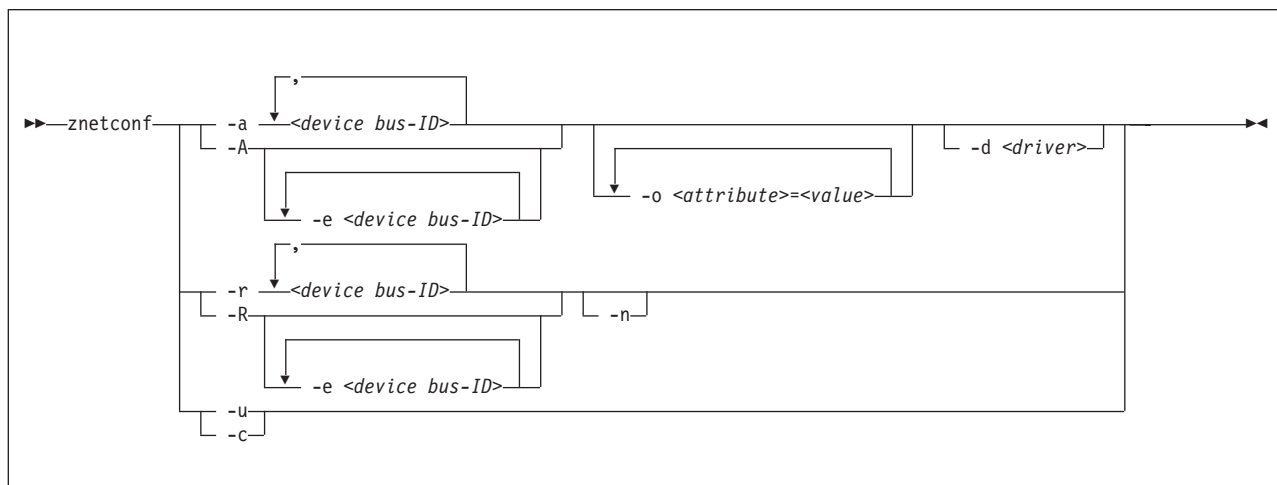 ,
znetconf -a <device bus-ID>
-A -d <driver>
-o <attribute>=<value>
-e <device bus-ID>
,
-r <device bus-ID>
-R -n
-e <device bus-ID>
-u
-c